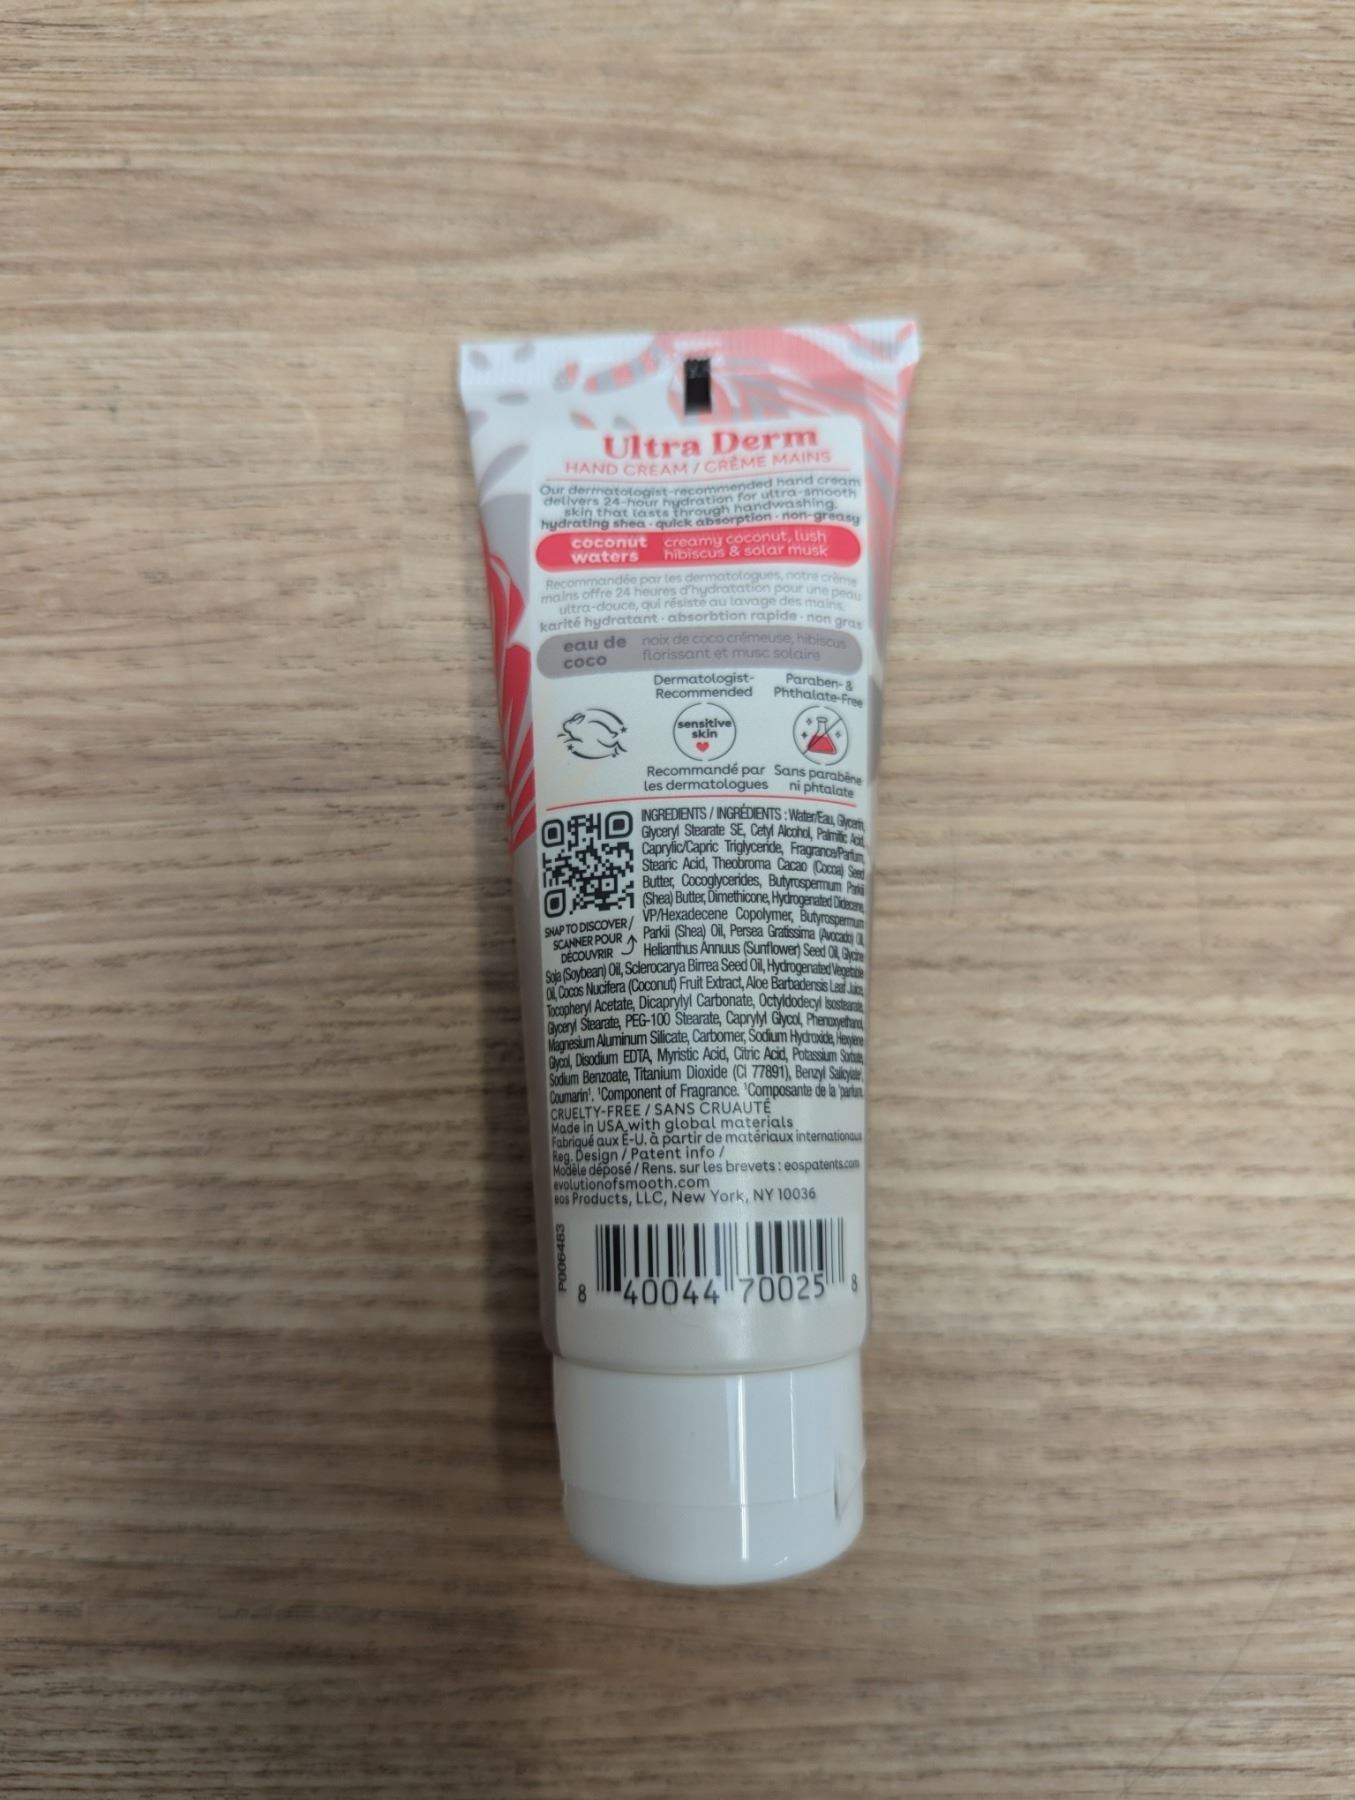 Ultra Derm
HAND CREAM / CRÈME MAINS
Our dermatologist-recommended hand cream
delivers 24-hour hydration for ultra-smooth
skin that lasts through handwashing.
hydrating shea · quick absorption · non-greasy
coconut waters
creamy coconut, lush
hibiscus & solar musk
Recommandée par les dermatologues, notre crème
mains offre 24 heures d'hydratation pour une peau
ultra-douce, qui résiste au lavage des mains.
karité hydratant · absorbtion rapide · non gras
eau de coco
noix de coco crémeuse, hibiscus
florissant et musc solaire
Dermatologist-
Recommended
Paraben- &
Phthalate-Free
sensitive
skin
Recommandé par
les dermatologues
Sans parabène
ni phtalate
SNAP TO DISCOVER /
SCANNER POUR
DÉCOUVRIR
INGREDIENTS / INGRÉDIENTS : Water/Eau, Glycerin,
Glyceryl Stearate SE, Cetyl Alcohol, Palmitic Acid,
Caprylic/Capric Triglyceride, Fragrance/Parfum,
Stearic Acid, Theobroma Cacao (Cocoa) Seed
Butter, Cocoglycerides, Butyrospermum Parkii
(Shea) Butter, Dimethicone, Hydrogenated Didecene,
VP/Hexadecene Copolymer, Butyrospermum
Parkii (Shea) Oil, Persea Gratissima (Avocado) Oil,
Helianthus Annuus (Sunflower) Seed Oil, Glycine
Soja (Soybean) Oil, Sclerocarya Birrea Seed Oil, Hydrogenated Vegetable
Oil, Cocos Nucifera (Coconut) Fruit Extract, Aloe Barbadensis Leaf Juice,
Tocopheryl Acetate, Dicaprylyl Carbonate, Octyldodecyl Isostearate,
Glyceryl Stearate, PEG-100 Stearate, Caprylyl Glycol, Phenoxyethanol,
Magnesium Aluminum Silicate, Carbomer, Sodium Hydroxide, Hexylene
Glycol, Disodium EDTA, Myristic Acid, Citric Acid, Potassium Sorbate,
Sodium Benzoate, Titanium Dioxide (CI 77891), Benzyl Salicylate¹,
Coumarin¹. ¹Component of Fragrance. ¹Composante de la 'parfum.
CRUELTY-FREE / SANS CRUAUTÉ
Made in USA with global materials
Fabriqué aux É-U. à partir de matériaux internationaux
Reg. Design / Patent info /
Modèle déposé / Rens. sur les brevets : eospatents.com
evolutionofsmooth.com
eos Products, LLC, New York, NY 10036
P006483
8 40044 70025 8